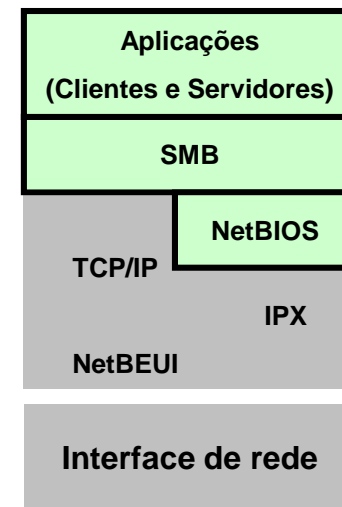 Aplicações
(Clientes e Servidores)
SMB
NetBIOS
TCP/IP
IPX
NetBEUI
Interface de rede